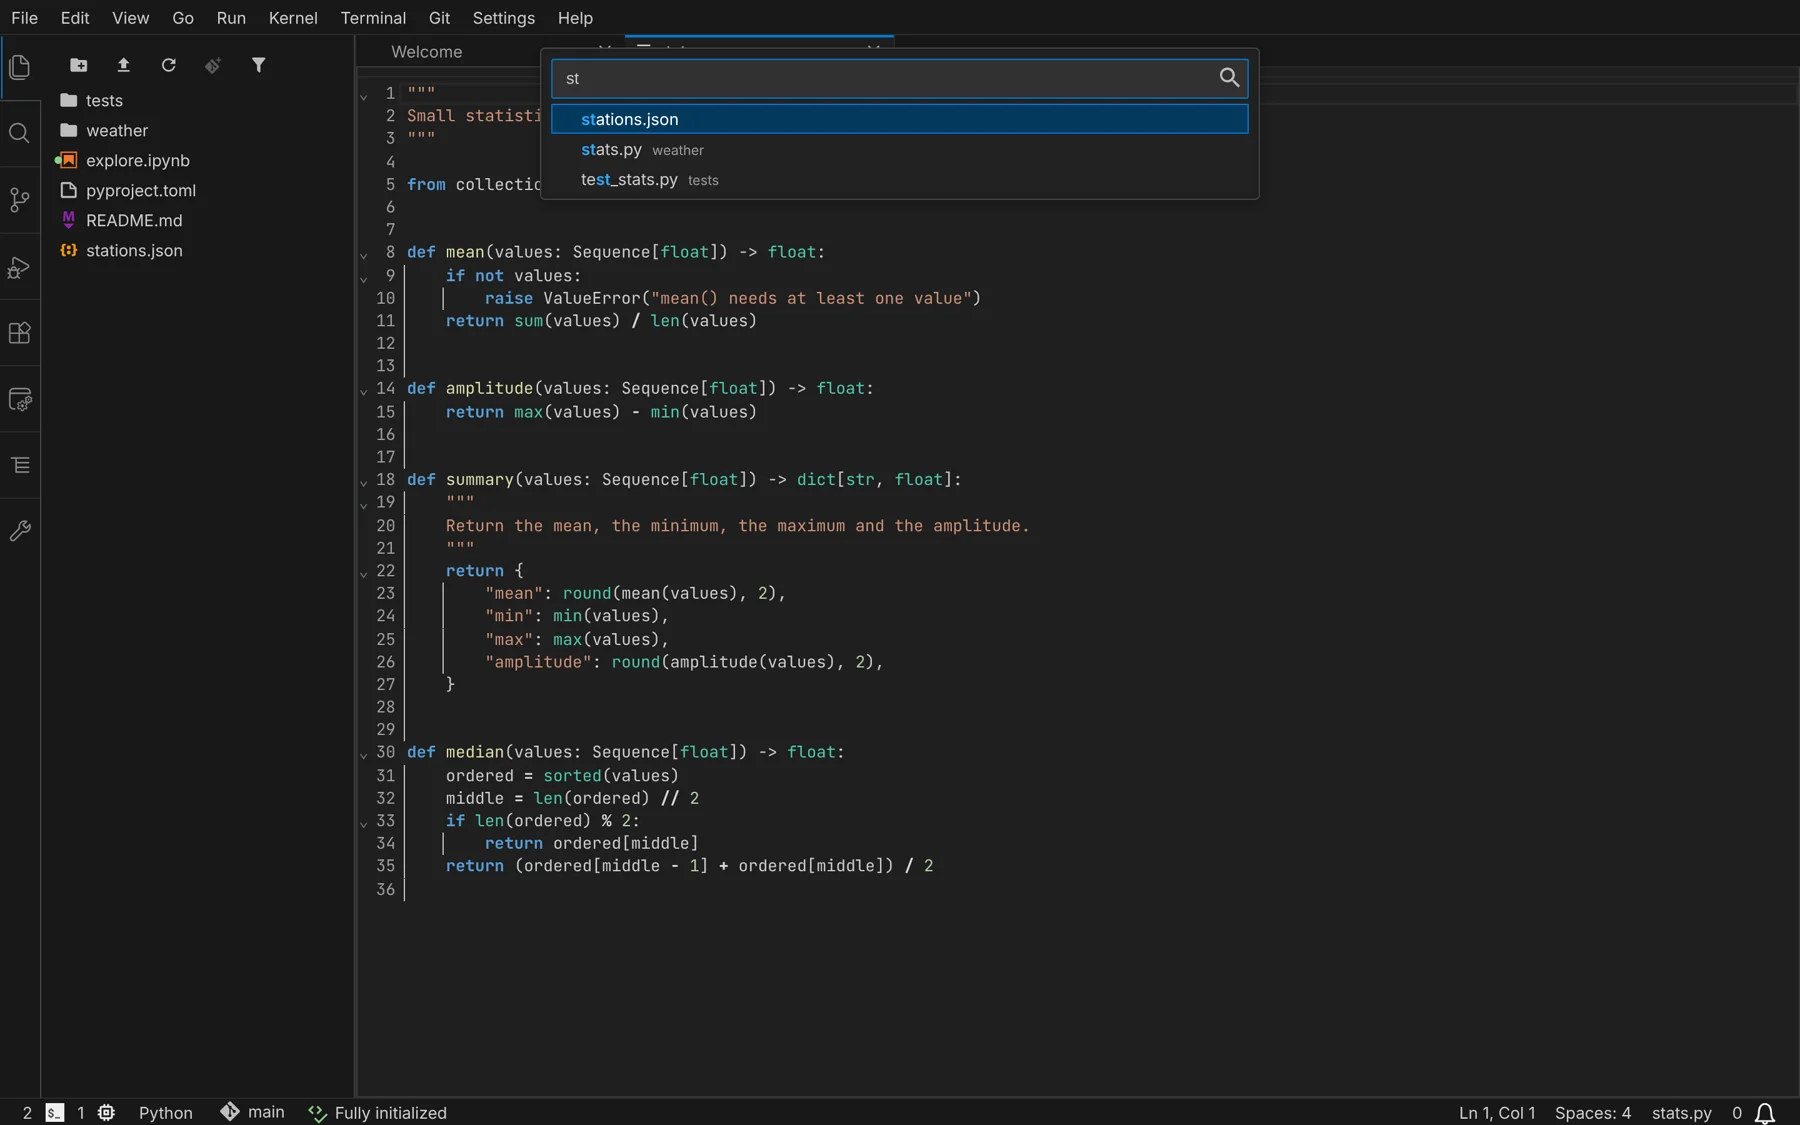 File Edit View Go Run Kernel Terminal Git Settings Help
Welcome
st
stations.json
stats.py weather
test_stats.py tests
tests
weather
explore.ipynb
pyproject.toml
README.md
stations.json
1 """
2 Small statisti
3 """
4
5 from collectio
6
7
8 def mean(values: Sequence[float]) -> float:
9     if not values:
10         raise ValueError("mean() needs at least one value")
11     return sum(values) / len(values)
12
13
14 def amplitude(values: Sequence[float]) -> float:
15     return max(values) - min(values)
16
17
18 def summary(values: Sequence[float]) -> dict[str, float]:
19     """
20     Return the mean, the minimum, the maximum and the amplitude.
21     """
22     return {
23         "mean": round(mean(values), 2),
24         "min": min(values),
25         "max": max(values),
26         "amplitude": round(amplitude(values), 2),
27     }
28
29
30 def median(values: Sequence[float]) -> float:
31     ordered = sorted(values)
32     middle = len(ordered) // 2
33     if len(ordered) % 2:
34         return ordered[middle]
35     return (ordered[middle - 1] + ordered[middle]) / 2
36
2 1 Python main Fully initialized Ln 1, Col 1 Spaces: 4 stats.py 0